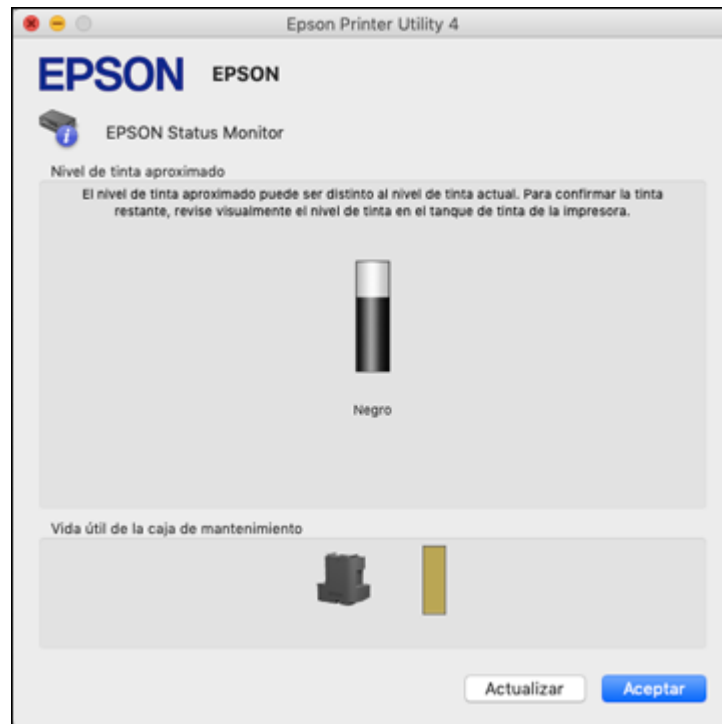 Epson Printer Utility 4
EPSON EPSON
EPSON Status Monitor
Nivel de tinta aproximado
El nivel de tinta aproximado puede ser distinto al nivel de tinta actual. Para confirmar la tinta
restante, revise visualmente el nivel de tinta en el tanque de tinta de la impresora.
Negro
Vida útil de la caja de mantenimiento
Actualizar Aceptar